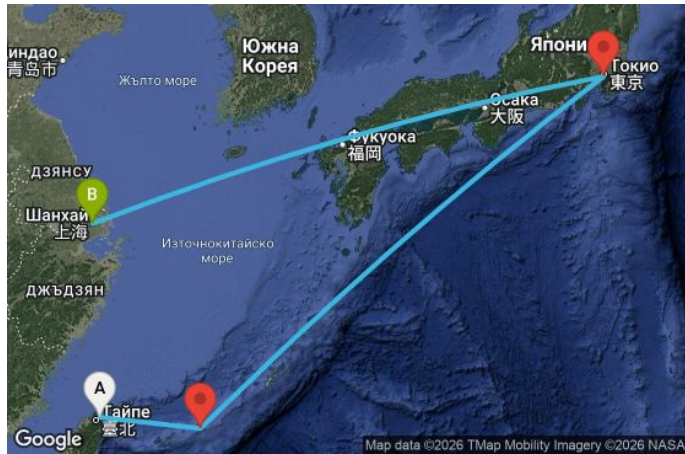 индао
青岛市
Южна
Корея
Жълто море
Япони
Токио
東京
Осака
大阪
Фукуока
福岡
ДЗЯНСУ
B
Шанхай
上海
Източнокитайско
море
ДЖЪДЗЯН
A
Тайпе
臺北
Google
Map data ©2026 TMap Mobility Imagery ©2026 NASA